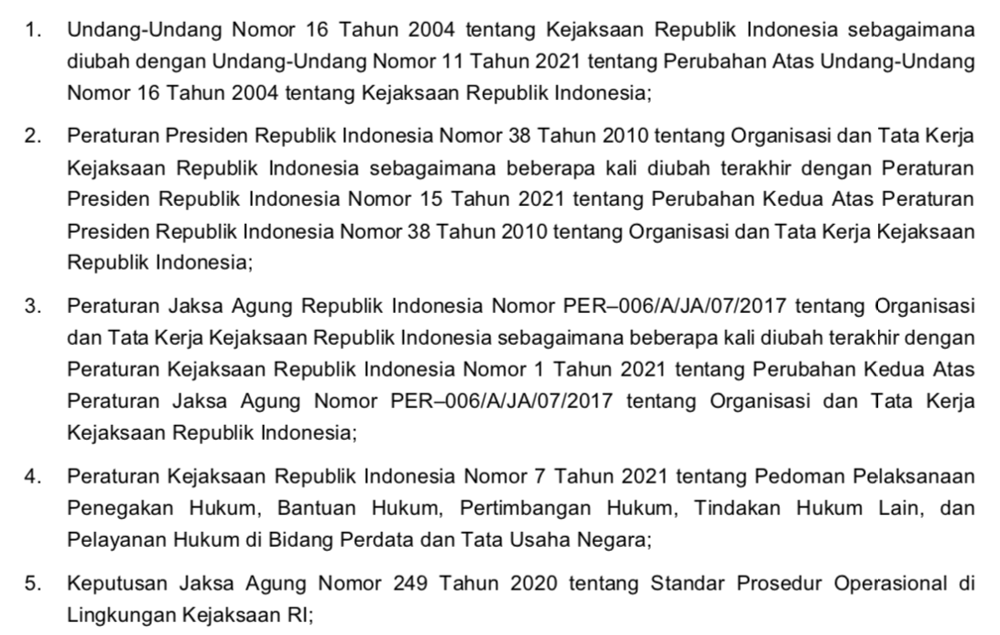 1. Undang-Undang Nomor 16 Tahun 2004 tentang Kejaksaan Republik Indonesia sebagaimana
diubah dengan Undang-Undang Nomor 11 Tahun 2021 tentang Perubahan Atas Undang-Undang
Nomor 16 Tahun 2004 tentang Kejaksaan Republik Indonesia;
2. Peraturan Presiden Republik Indonesia Nomor 38 Tahun 2010 tentang Organisasi dan Tata Kerja
Kejaksaan Republik Indonesia sebagaimana beberapa kali diubah terakhir dengan Peraturan
Presiden Republik Indonesia Nomor 15 Tahun 2021 tentang Perubahan Kedua Atas Peraturan
Presiden Republik Indonesia Nomor 38 Tahun 2010 tentang Organisasi dan Tata Kerja Kejaksaan
Republik Indonesia;
3. Peraturan Jaksa Agung Republik Indonesia Nomor PER–006/A/JA/07/2017 tentang Organisasi
dan Tata Kerja Kejaksaan Republik Indonesia sebagaimana beberapa kali diubah terakhir dengan
Peraturan Kejaksaan Republik Indonesia Nomor 1 Tahun 2021 tentang Perubahan Kedua Atas
Peraturan Jaksa Agung Nomor PER–006/A/JA/07/2017 tentang Organisasi dan Tata Kerja
Kejaksaan Republik Indonesia;
4. Peraturan Kejaksaan Republik Indonesia Nomor 7 Tahun 2021 tentang Pedoman Pelaksanaan
Penegakan Hukum, Bantuan Hukum, Pertimbangan Hukum, Tindakan Hukum Lain, dan
Pelayanan Hukum di Bidang Perdata dan Tata Usaha Negara;
5. Keputusan Jaksa Agung Nomor 249 Tahun 2020 tentang Standar Prosedur Operasional di
Lingkungan Kejaksaan RI;